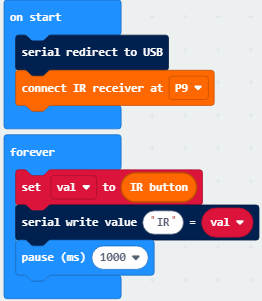 on start
serial redirect to USB
connect IR receiver at P9
forever
set val to IR button
serial write value "IR" = val
pause (ms) 1000